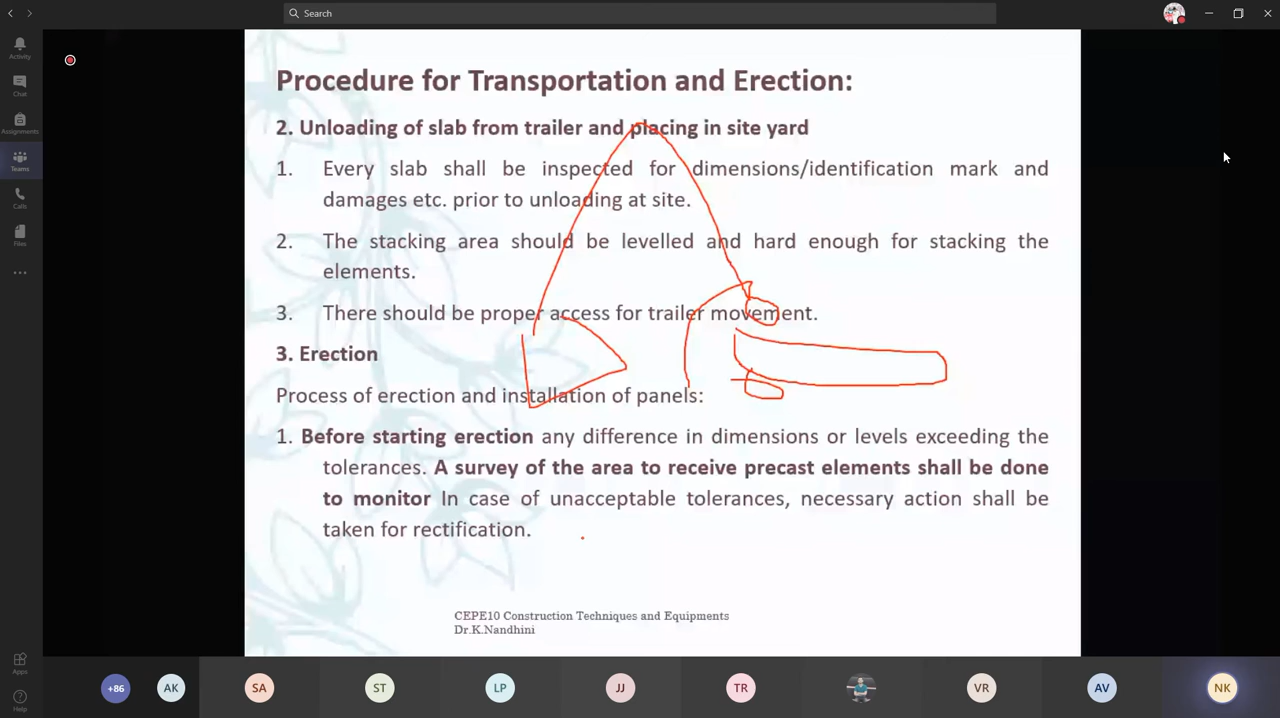 Search
Activity
Chat
Assignments
Teams
Calls
Files
Apps
Help
Procedure for Transportation and Erection:
2. Unloading of slab from trailer and placing in site yard
1. Every slab shall be inspected for dimensions/identification mark and
damages etc. prior to unloading at site.
2. The stacking area should be levelled and hard enough for stacking the
elements.
3. There should be proper access for trailer movement.
3. Erection
Process of erection and installation of panels:
1. Before starting erection any difference in dimensions or levels exceeding the
tolerances. A survey of the area to receive precast elements shall be done
to monitor In case of unacceptable tolerances, necessary action shall be
taken for rectification.
CEPE10 Construction Techniques and Equipments
Dr.K.Nandhini
+86 AK SA ST LP JJ TR VR AV NK